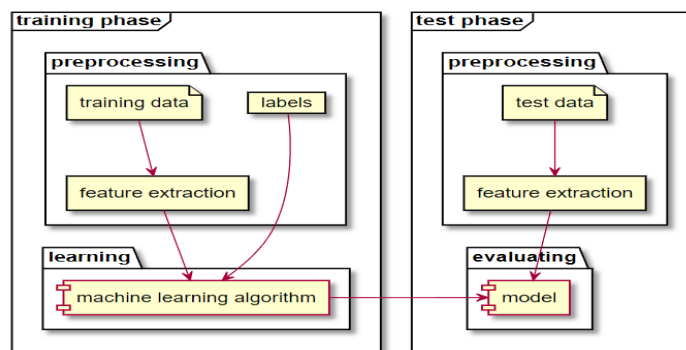 training phase
preprocessing
training data
labels
feature extraction
learning
machine learning algorithm
test phase
preprocessing
test data
feature extraction
evaluating
model